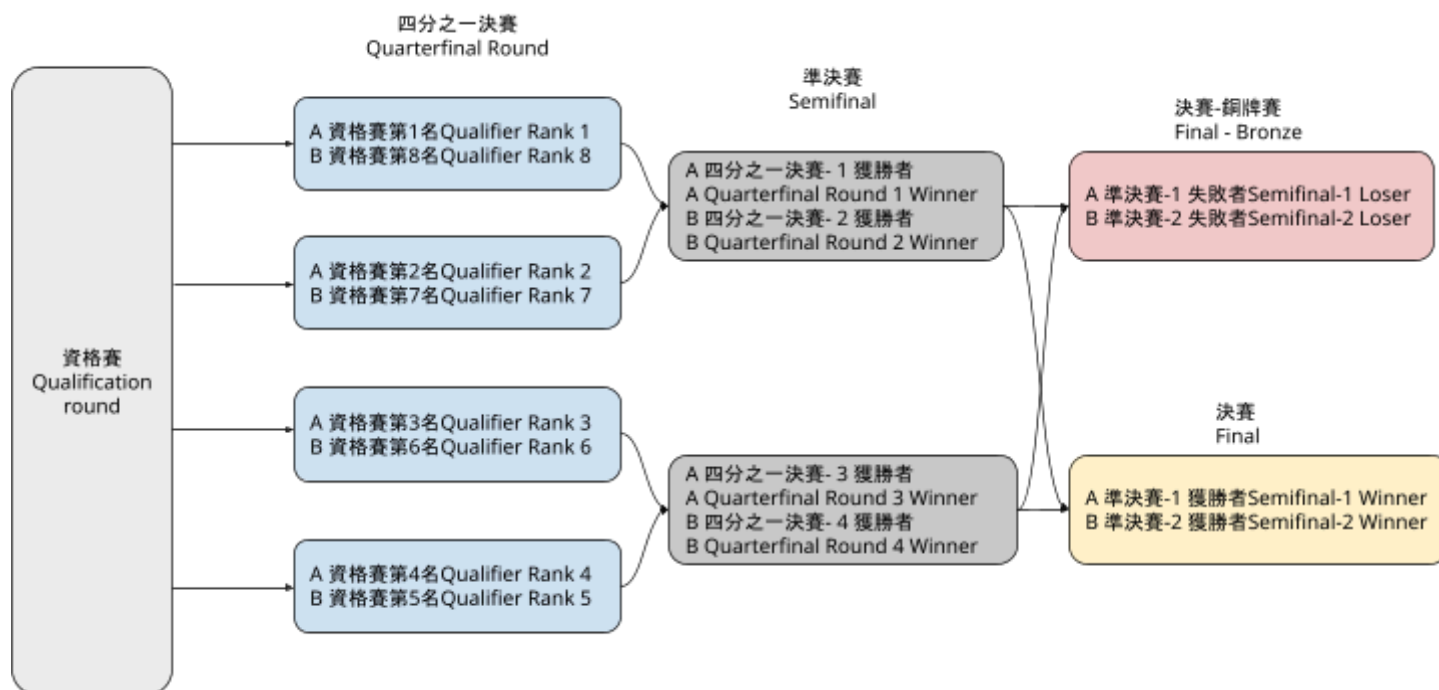 四分之一決賽
Quarterfinal Round
準決賽
Semifinal
決賽-銅牌賽
Final - Bronze
A 資格賽第1名Qualifier Rank 1
B 資格賽第8名Qualifier Rank 8
A 四分之一決賽- 1 獲勝者
A Quarterfinal Round 1 Winner
B 四分之一決賽- 2 獲勝者
B Quarterfinal Round 2 Winner
A 準決賽-1 失敗者Semifinal-1 Loser
B 準決賽-2 失敗者Semifinal-2 Loser
A 資格賽第2名Qualifier Rank 2
B 資格賽第7名Qualifier Rank 7
資格賽
Qualification
round
A 資格賽第3名Qualifier Rank 3
B 資格賽第6名Qualifier Rank 6
決賽
Final
A 四分之一決賽- 3 獲勝者
A Quarterfinal Round 3 Winner
B 四分之一決賽- 4 獲勝者
B Quarterfinal Round 4 Winner
A 準決賽-1 獲勝者Semifinal-1 Winner
B 準決賽-2 獲勝者Semifinal-2 Winner
A 資格賽第4名Qualifier Rank 4
B 資格賽第5名Qualifier Rank 5